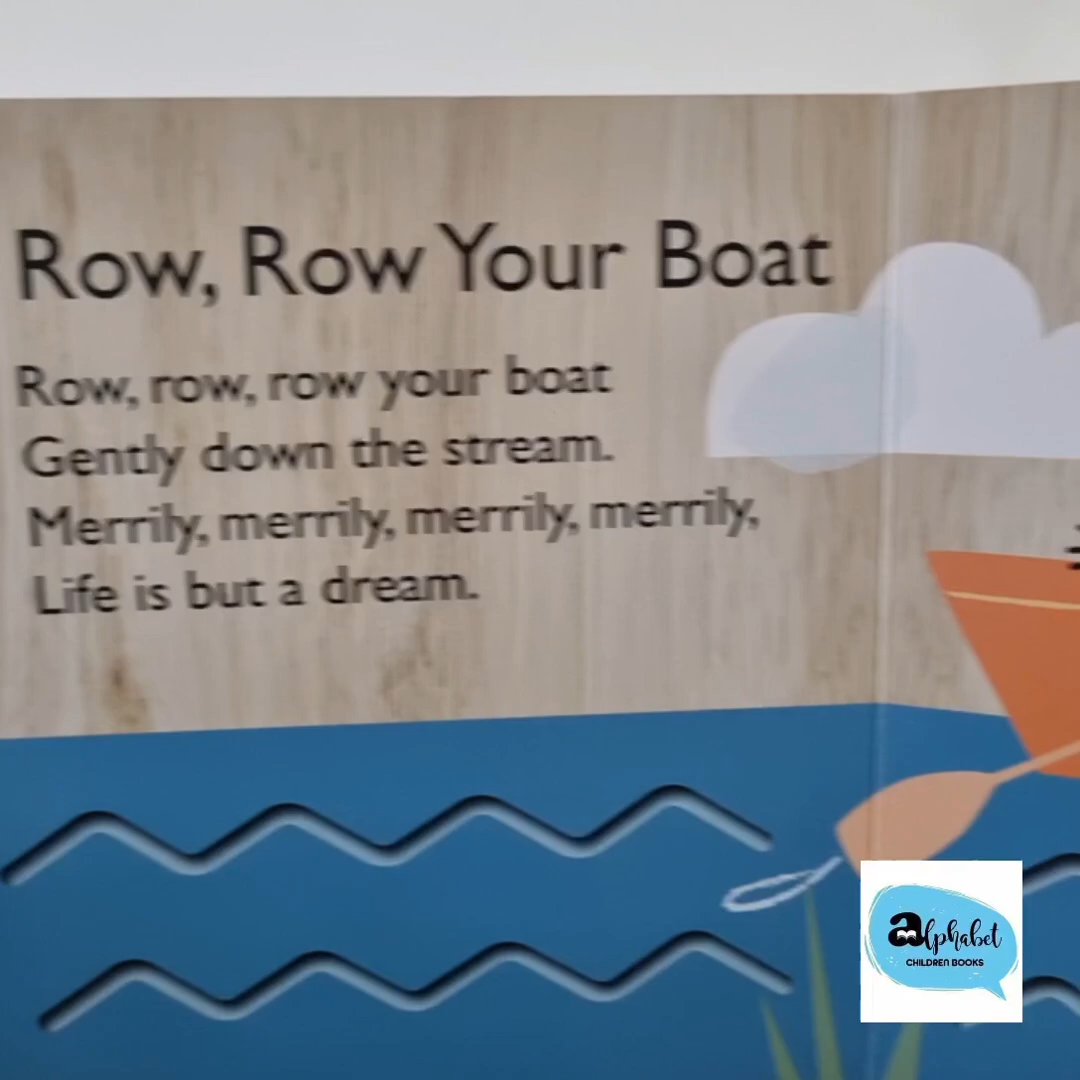 Row, Row Your Boat
Row, row, row your boat
Gently down the stream.
Merrily, merrily, merrily, merrily,
Life is but a dream.
alphabet
CHILDREN BOOKS